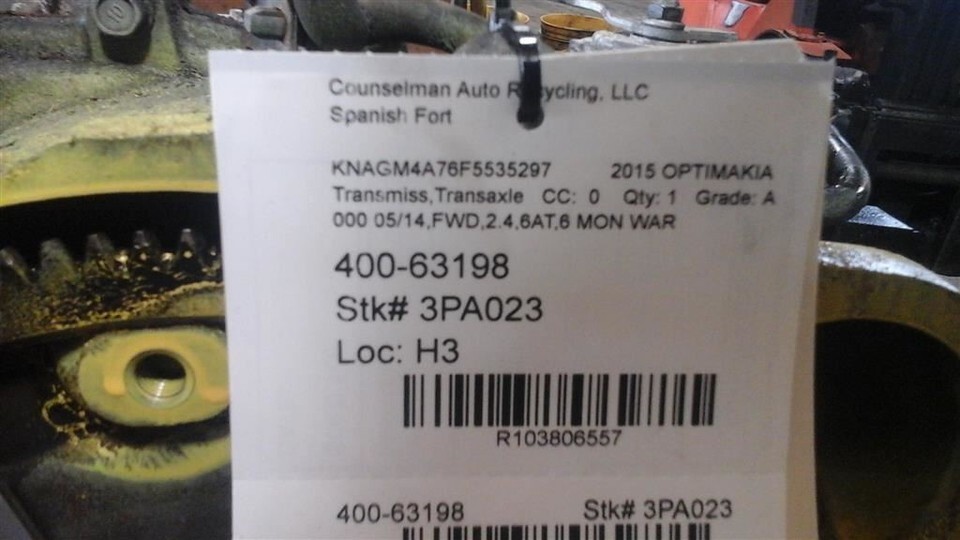 Counselman Auto Recycling, LLC
Spanish Fort
KNAGM4A76F5535297 2015 OPTIMAKIA
Transmiss,Transaxle CC: 0 Qty: 1 Grade: A
000 05/14,FWD,2.4,6AT,6 MON WAR
400-63198
Stk# 3PA023
Loc: H3
R103806557
400-63198 Stk# 3PA023